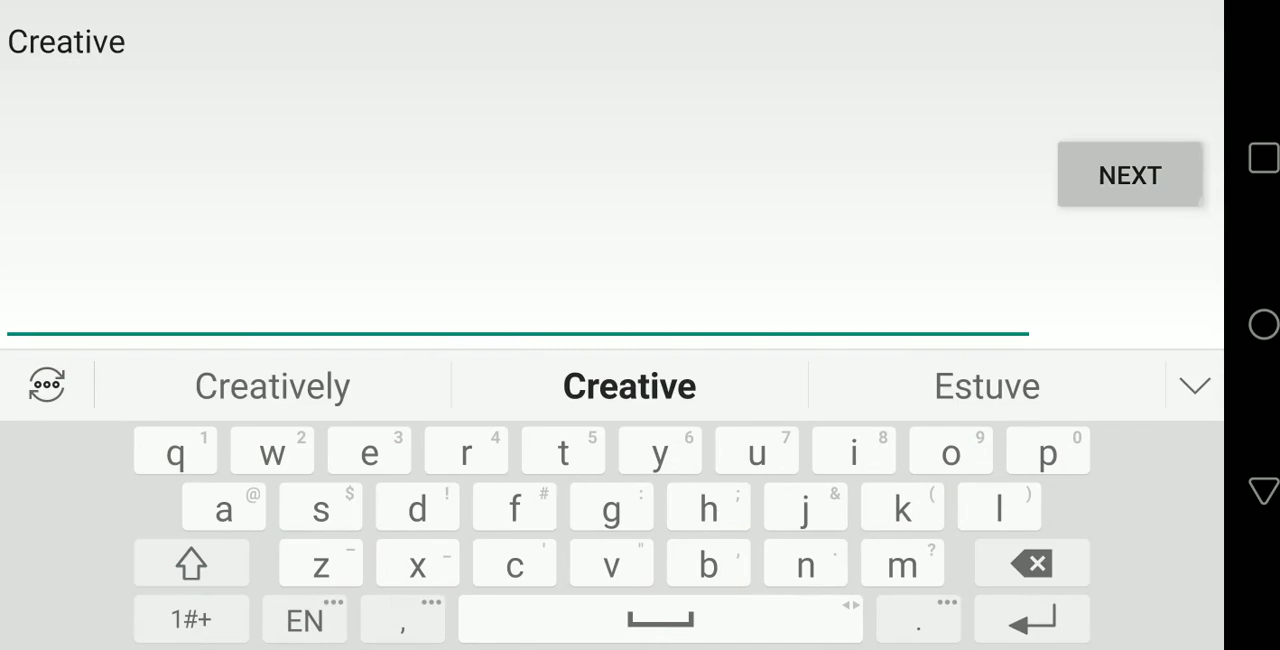 Creative
NEXT
Creatively Creative Estuve
q 1 w 2 e 3 r 4 t 5 y 6 u 7 i 8 o 9 p 0
a @ s $ d ! f # g : h ; j & k ( l )
z – x - c ' v " b , n . m ?
1#+ EN , .